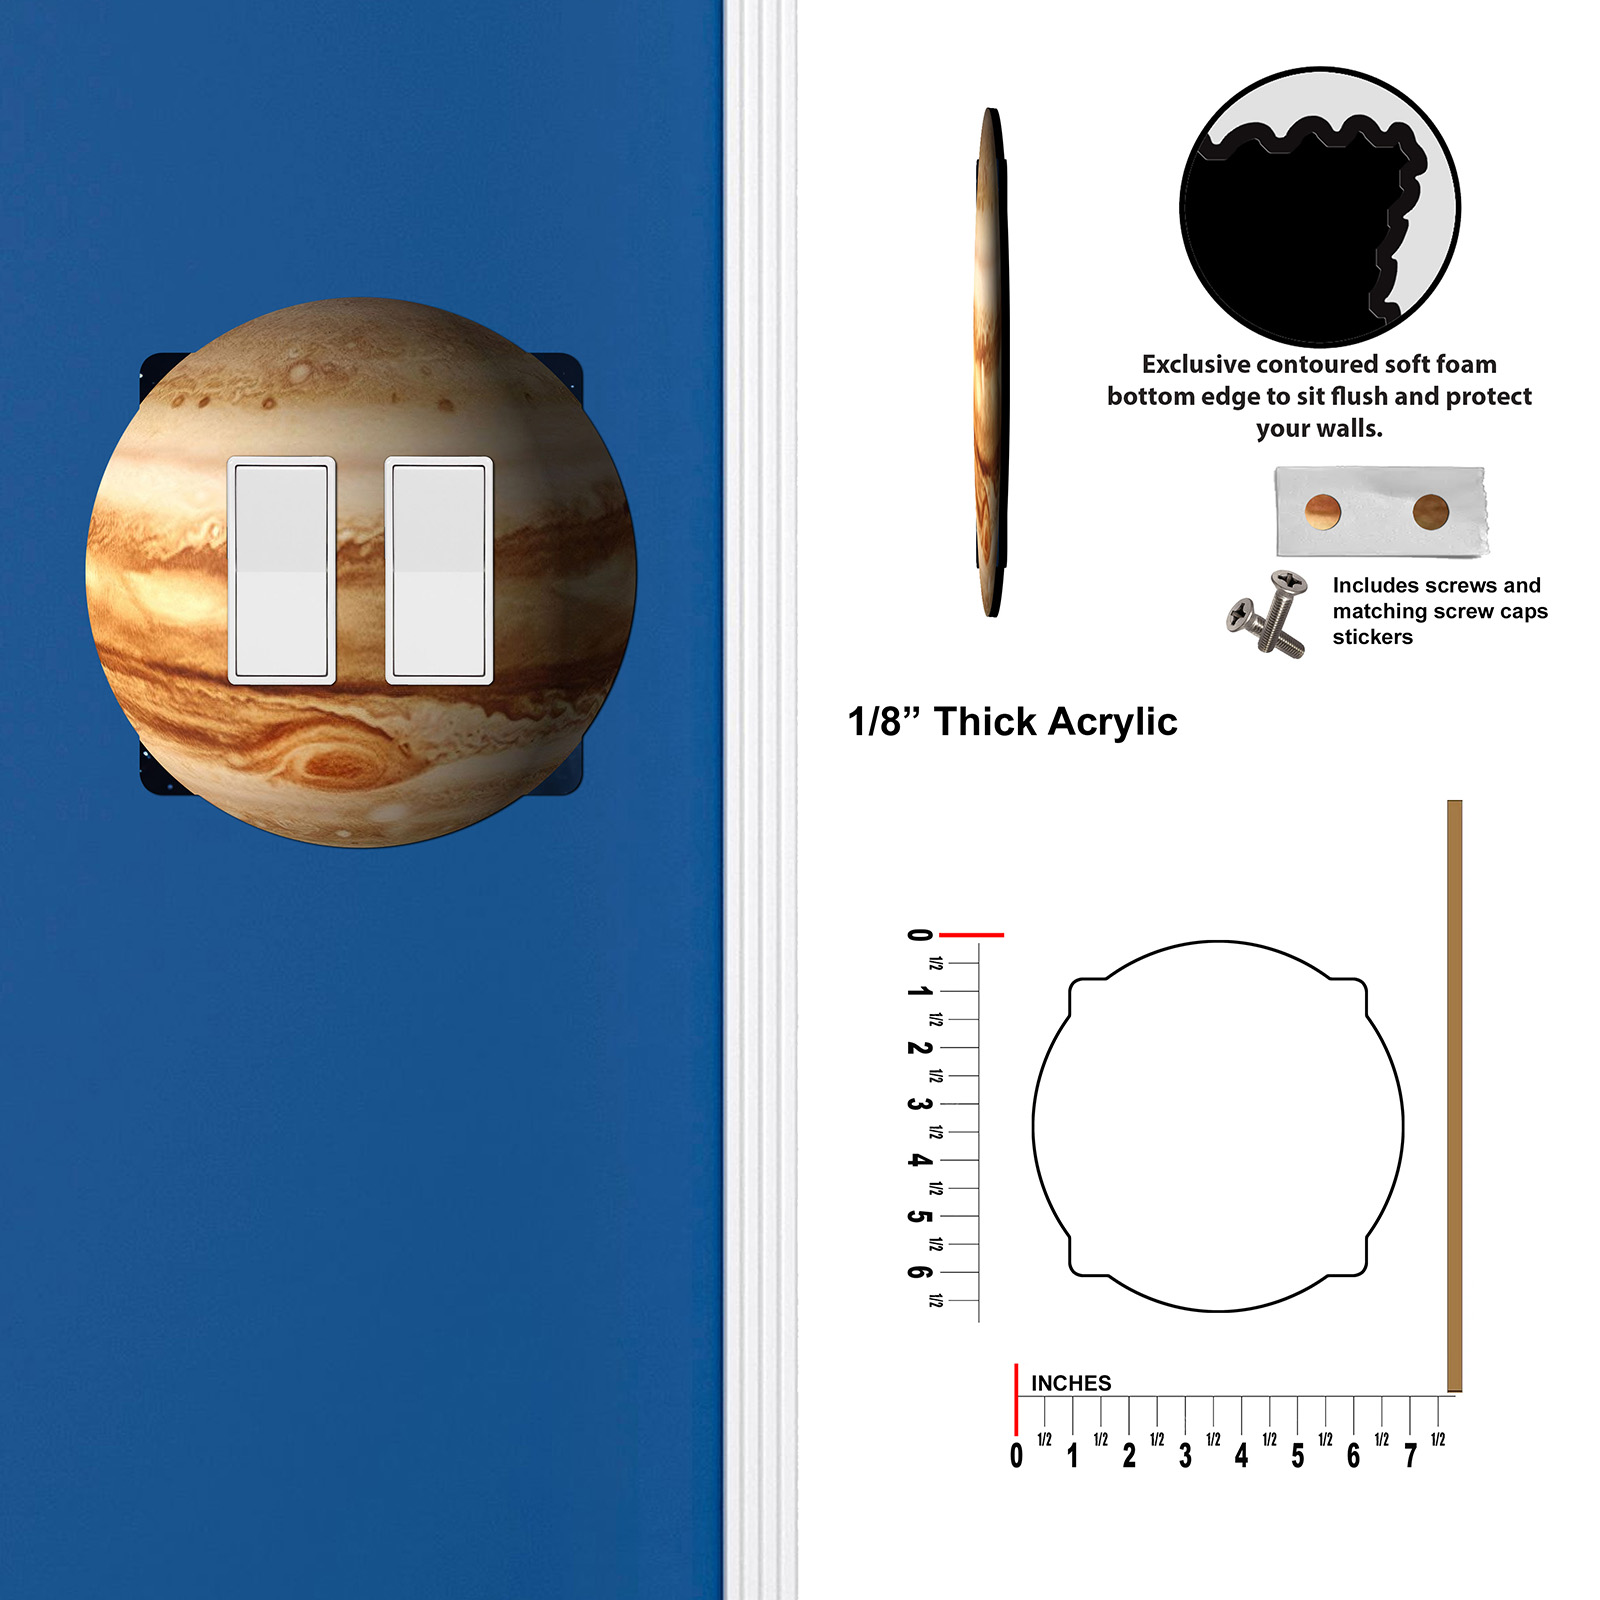 Exclusive contoured soft foam
bottom edge to sit flush and protect
your walls.
Includes screws and
matching screw caps
stickers
1/8” Thick Acrylic
0
1/2
1
1/2
2
1/2
3
1/2
4
1/2
5
1/2
6
1/2
INCHES
0 1/2 1 1/2 2 1/2 3 1/2 4 1/2 5 1/2 6 1/2 7 1/2